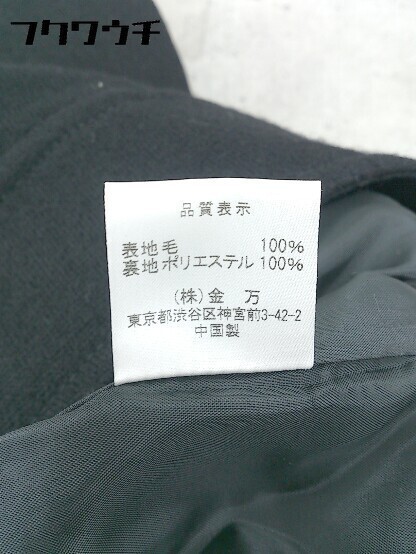 フクワウチ
品質表示
表地毛 100%
裏地ポリエステル 100%
(株)金 万
東京都渋谷区神宮前3-42-2
中国製